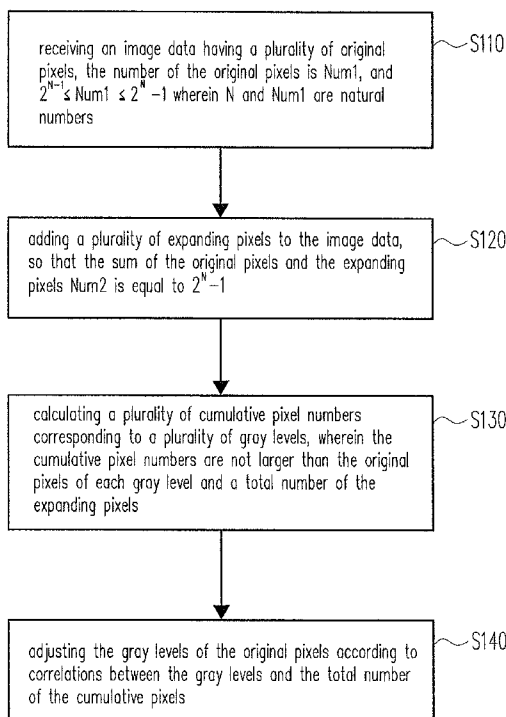 receiving an image data having a plurality of original
pixels, the number of the original pixels is Num1, and
2^{N-1} ≤ Num1 ≤ 2^N -1 wherein N and Num1 are natural
numbers
S110
adding a plurality of expanding pixels to the image data,
so that the sum of the original pixels and the expanding
pixels Num2 is equal to 2^N-1
S120
calculating a plurality of cumulative pixel numbers
corresponding to a plurality of gray levels, wherein the
cumulative pixel numbers are not larger than the original
pixels of each gray level and a total number of the
expanding pixels
S130
adjusting the gray levels of the original pixels according to
correlations between the gray levels and the total number
of the cumulative pixels
S140